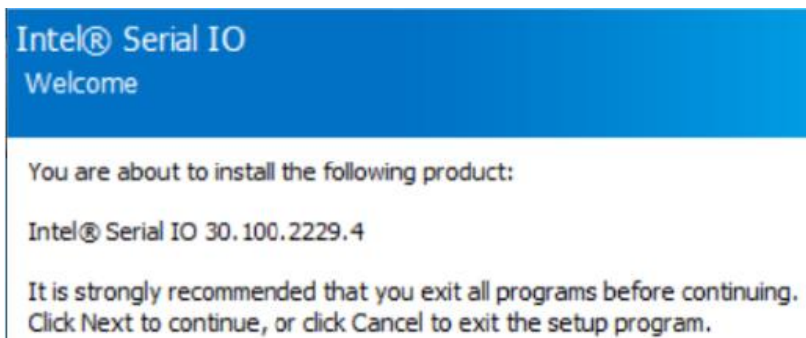 Intel® Serial IO
Welcome
You are about to install the following product:
Intel® Serial IO 30.100.2229.4
It is strongly recommended that you exit all programs before continuing.
Click Next to continue, or click Cancel to exit the setup program.